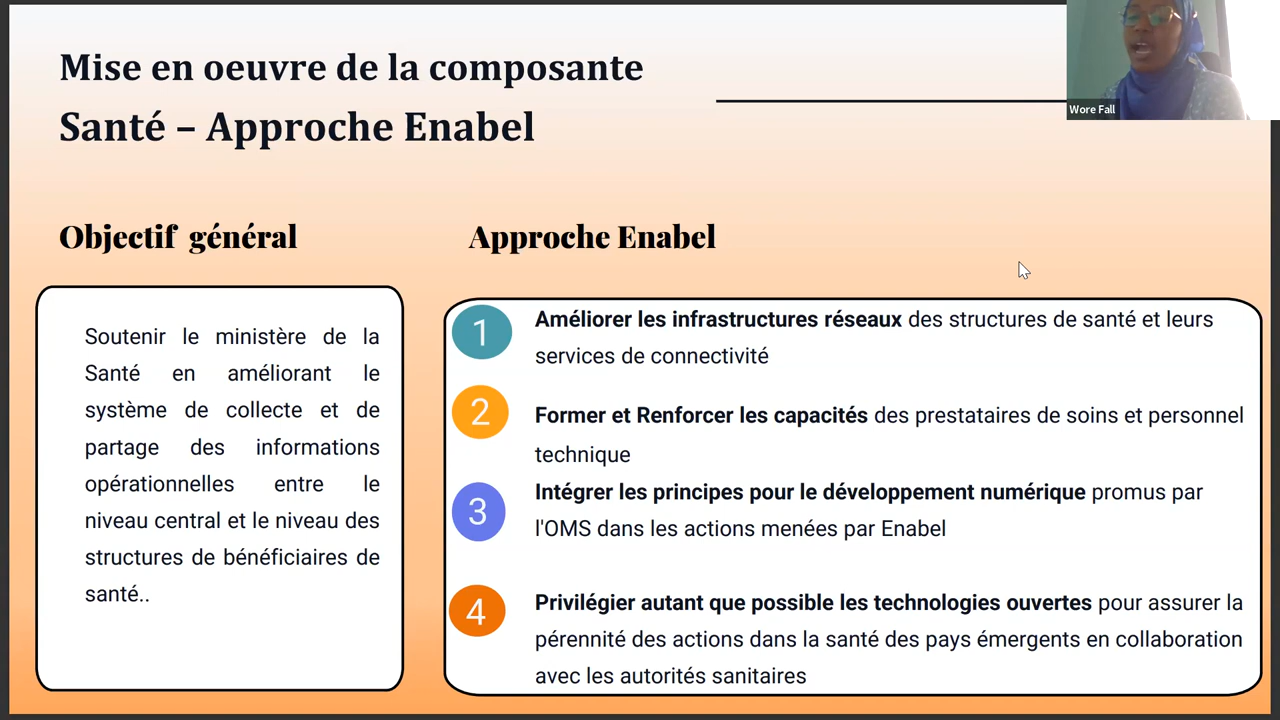 Mise en oeuvre de la composante
Santé – Approche Enabel
Wore Fall
Objectif général
Soutenir le ministère de la
Santé en améliorant le
système de collecte et de
partage des informations
opérationnelles entre le
niveau central et le niveau des
structures de bénéficiaires de
santé..
Approche Enabel
1
Améliorer les infrastructures réseaux des structures de santé et leurs
services de connectivité
2
Former et Renforcer les capacités des prestataires de soins et personnel
technique
3
Intégrer les principes pour le développement numérique promus par
l'OMS dans les actions menées par Enabel
4
Privilégier autant que possible les technologies ouvertes pour assurer la
pérennité des actions dans la santé des pays émergents en collaboration
avec les autorités sanitaires